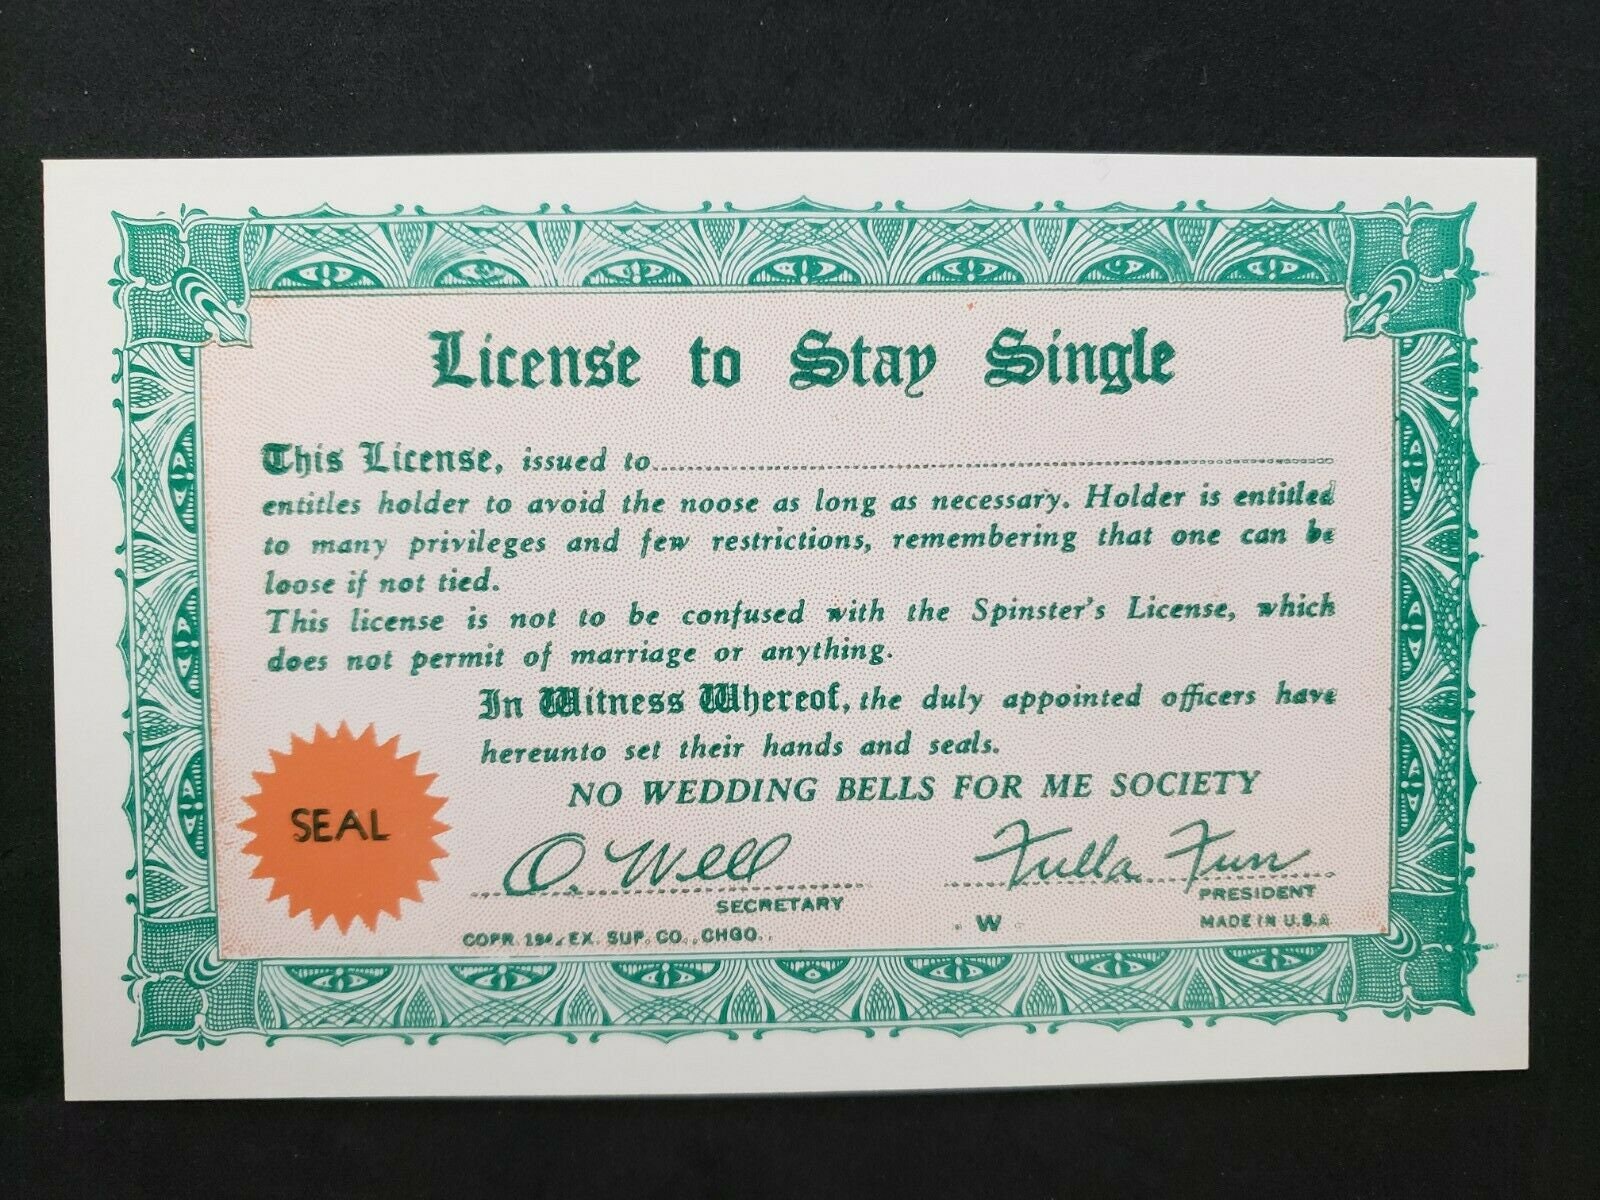 License to Stay Single
This License, issued to
entitles holder to avoid the noose as long as necessary. Holder is entitled
to many privileges and few restrictions, remembering that one can be
loose if not tied.
This license is not to be confused with the Spinster's License, which
does not permit of marriage or anything.
In Witness Whereof, the duly appointed officers have
hereunto set their hands and seals.
NO WEDDING BELLS FOR ME SOCIETY
SEAL
O. Well Fulla Fun
SECRETARY PRESIDENT
COPR. EX. SUP. CO., CHGO. W MADE IN U.S.A